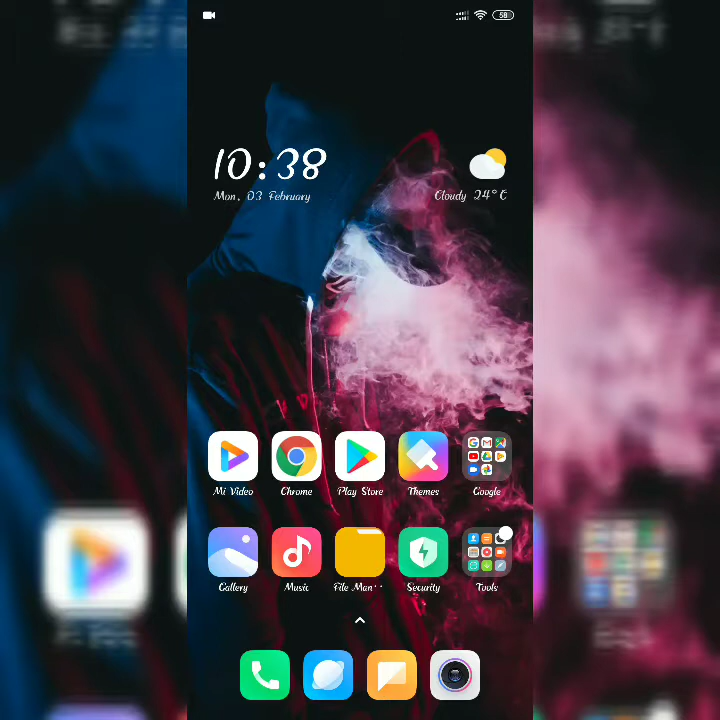 58
10:38
Mon, 03 February
Cloudy 24°C
Mi Video
Chrome
Play Store
Themes
Google
Gallery
Music
File Man··
Security
Tools